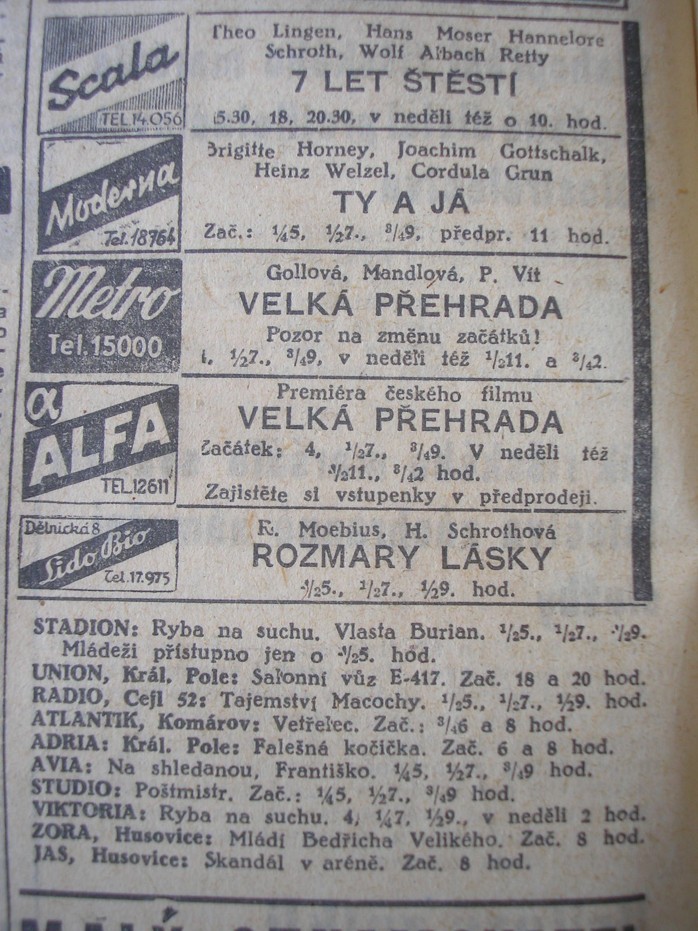 Scala
TEL.14.056
Theo Lingen, Hans Moser Hannelore
Schroth, Wolf Albach Retty
7 LET ŠTĚSTÍ
15.30, 18, 20.30, v neděli též o 10. hod.
Moderna
Tel. 18764
Brigitte Horney, Joachim Gottschalk,
Heinz Welzel, Cordula Grun
TY A JÁ
Zač.: ¼5, ½7., ¾9, předpr. 11 hod.
Metro
Tel. 15000
Gollová, Mandlová, P. Vít
VELKÁ PŘEHRADA
Pozor na změnu začátků!
½7., ¾9, v neděli též ½11. a ¾2.
α
ALFA
TEL.12611
Premiéra českého filmu
VELKÁ PŘEHRADA
Začátek: 4, ½7., ¾9. V neděli též
½11., ¾2 hod.
Zajistěte si vstupenky v předprodeji.
Dělnická 8
Lido Bio
Tel. 17.975
R. Moebius, H. Schrothová
ROZMARY LÁSKY
½5., ½7., ½9. hod.
STADION: Ryba na suchu. Vlasta Burian. ½5., ½7., ½9.
Mládeži přístupno jen o ½5. hod.
UNION, Král. Pole: Salonní vůz E-417. Zač. 18 a 20 hod.
RADIO, Cejl 52: Tajemství Macochy. ½5., ½7., ½9. hod.
ATLANTIK, Komárov: Vetřelec. Zač.: ¾6 a 8 hod.
ADRIA: Král. Pole: Falešná kočička. Zač. 6 a 8 hod.
AVIA: Na shledanou, Františko. ¼5, ½7., ¾9 hod.
STUDIO: Poštmistr. Zač.: ¼5, ½7., ¾9 hod.
VIKTORIA: Ryba na suchu. 4, ¼7, ½9., v neděli 2 hod.
ZORA, Husovice: Mládí Bedřicha Velikého. Zač. 8 hod.
JAS, Husovice: Skandál v aréně. Zač. 8 hod.